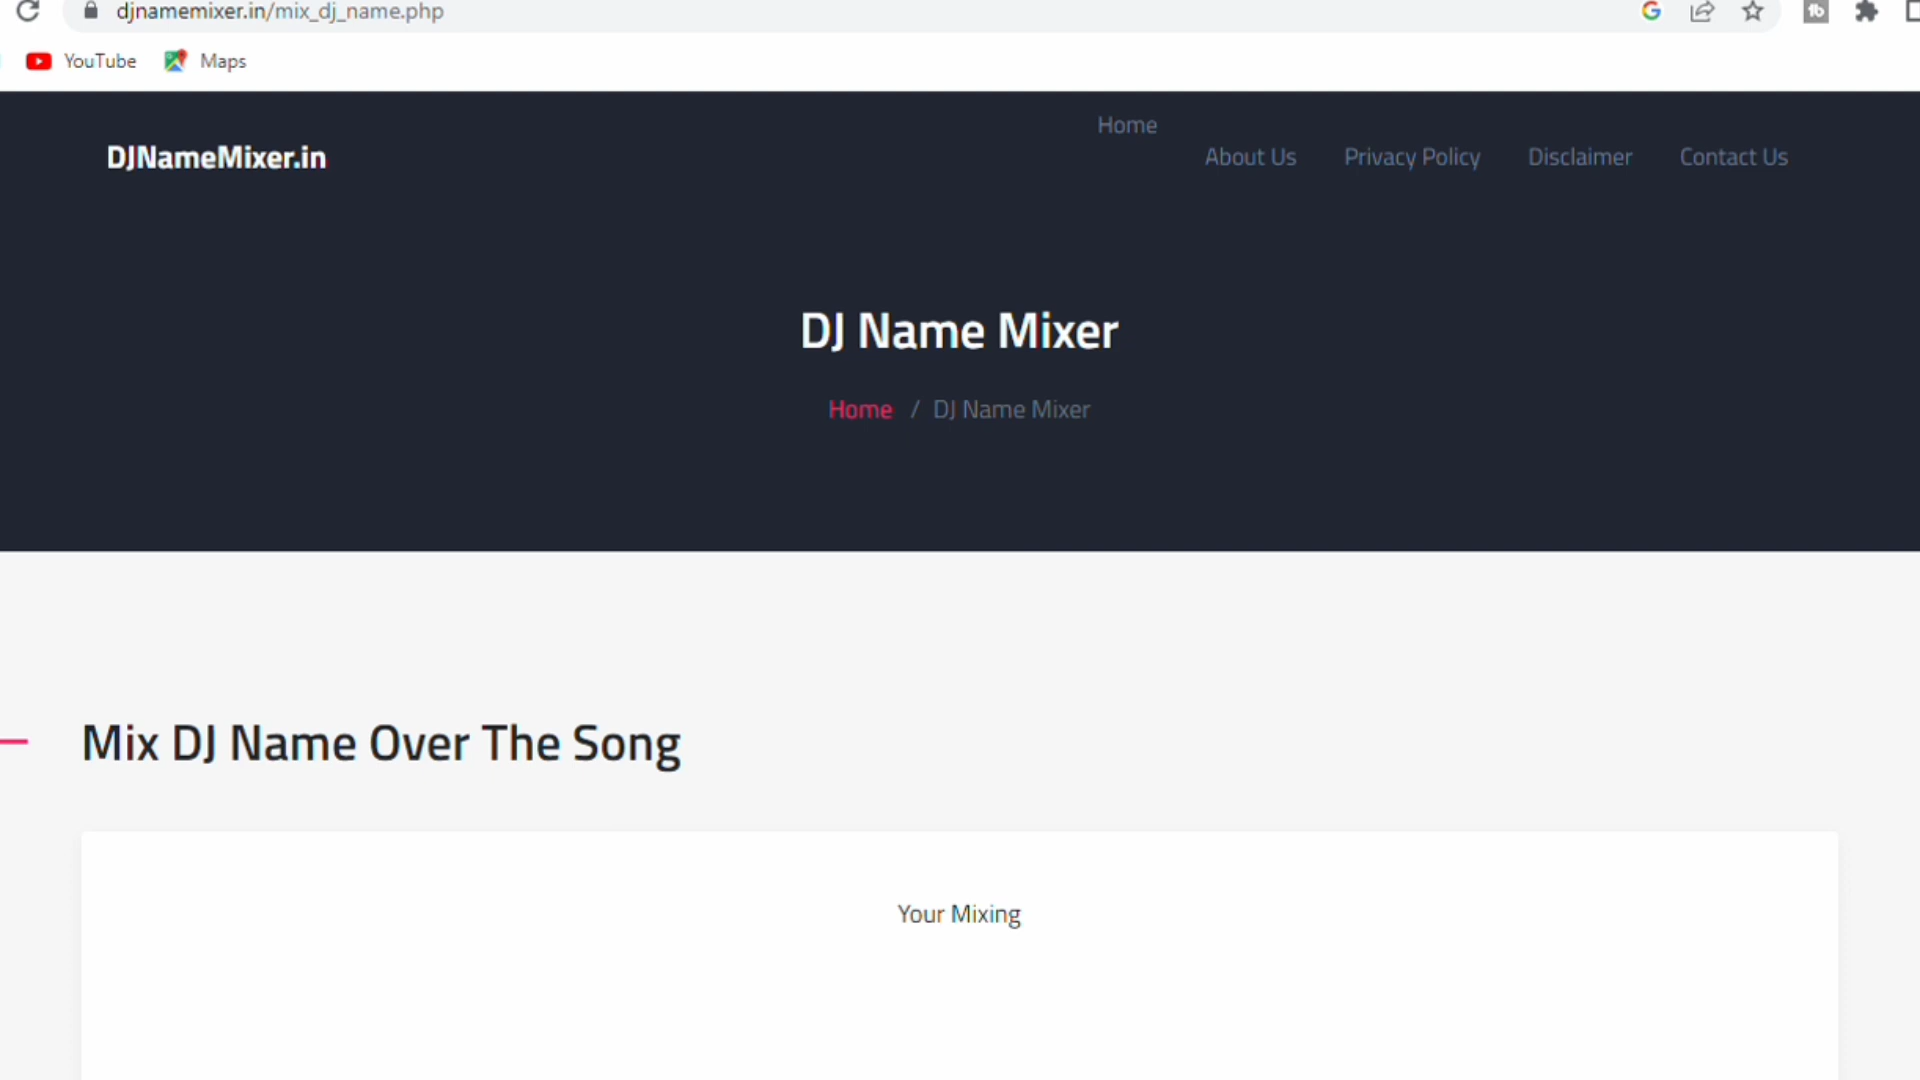 djnamemixer.in/mix_dj_name.php
YouTube Maps
DJNameMixer.in
Home
About Us Privacy Policy Disclaimer Contact Us
DJ Name Mixer
Home / DJ Name Mixer
Mix DJ Name Over The Song
Your Mixing